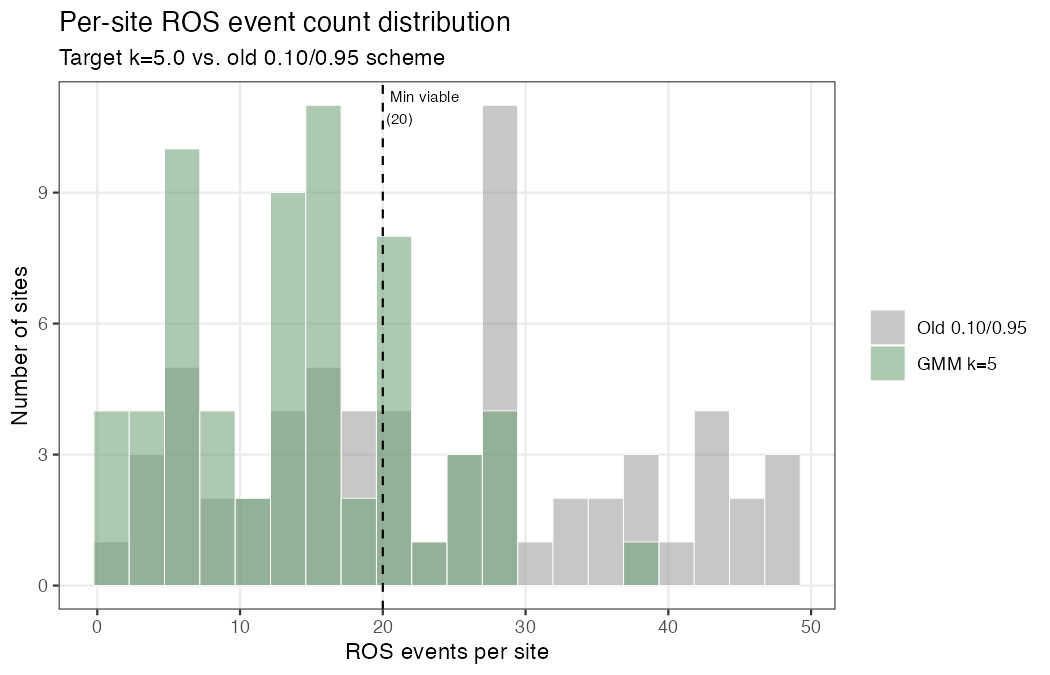 Per-site ROS event count distribution
Target k=5.0 vs. old 0.10/0.95 scheme
Min viable
(20)
9
6
3
0
Number of sites
0 10 20 30 40 50
ROS events per site
Old 0.10/0.95
GMM k=5